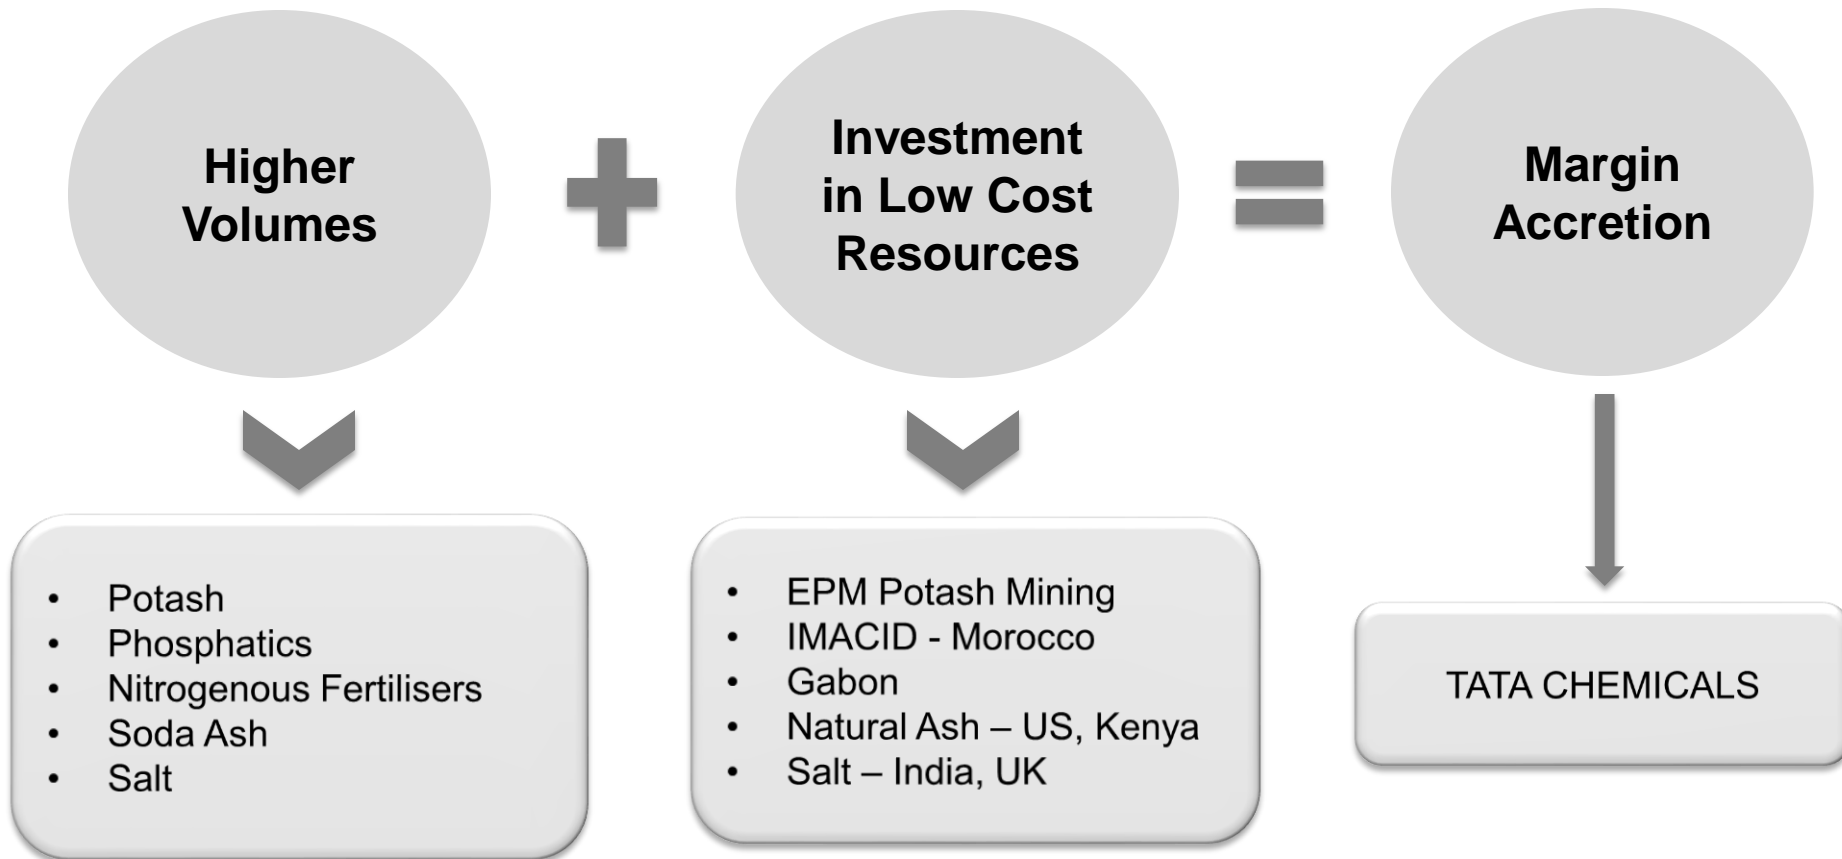 Higher
Volumes
Investment
in Low Cost
Resources
Margin
Accretion
• Potash
• Phosphatics
• Nitrogenous Fertilisers
• Soda Ash
• Salt
• EPM Potash Mining
• IMACID - Morocco
• Gabon
• Natural Ash – US, Kenya
• Salt – India, UK
TATA CHEMICALS